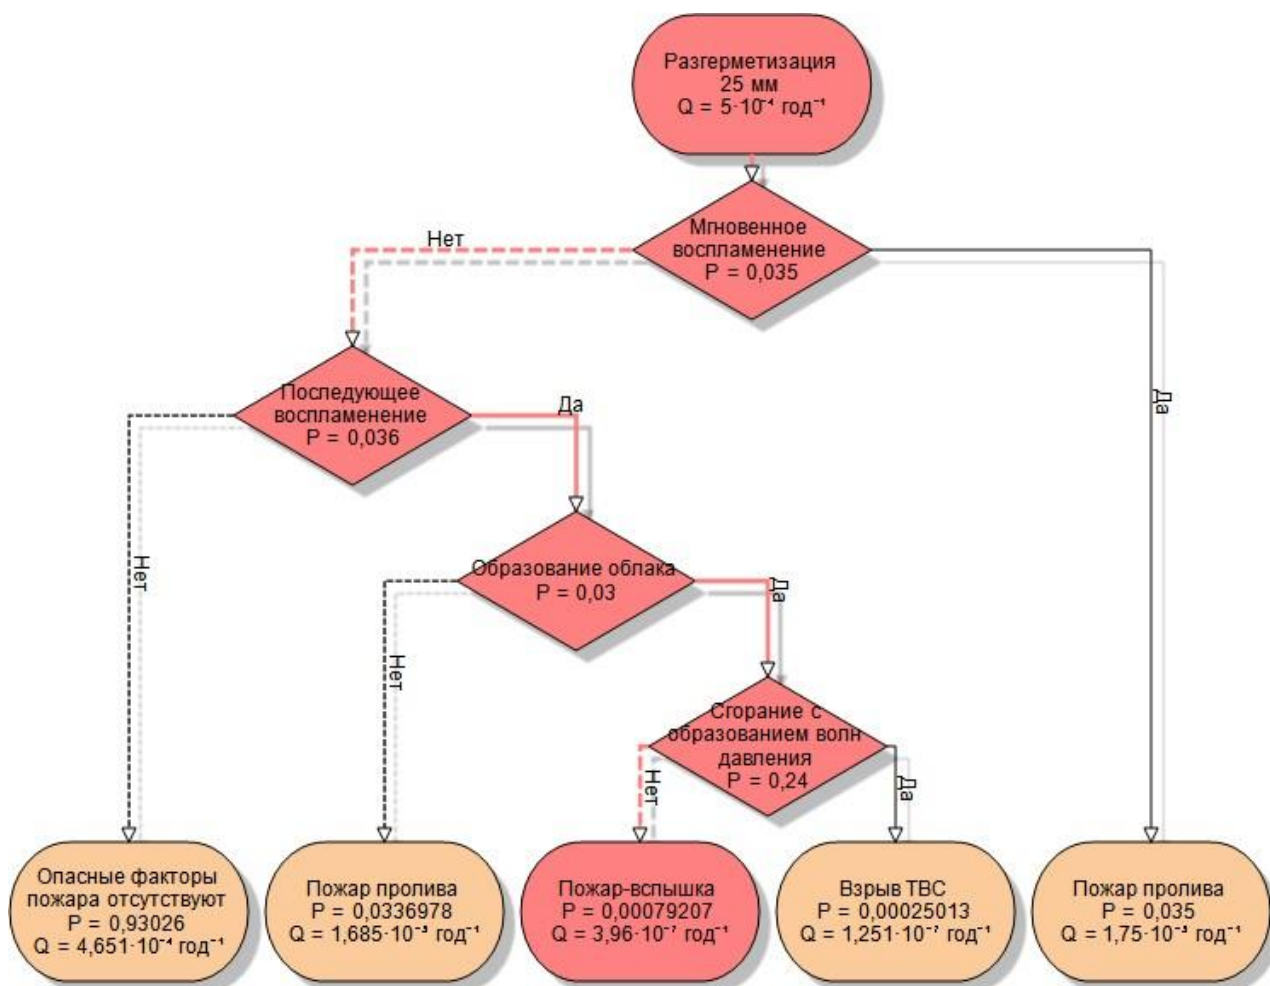 Разгерметизация
25 мм
Q = 5·10⁻⁴ год⁻¹
Мгновенное
воспламенение
P = 0,035
Нет
Да
Последующее
воспламенение
P = 0,036
Да
Нет
Образование облака
P = 0,03
Да
Нет
Сгорание с
образованием волн
давления
P = 0,24
Нет
Да
Опасные факторы
пожара отсутствуют
P = 0,93026
Q = 4,651·10⁻⁴ год⁻¹
Пожар пролива
P = 0,0336978
Q = 1,685·10⁻⁵ год⁻¹
Пожар-вспышка
P = 0,00079207
Q = 3,96·10⁻⁷ год⁻¹
Взрыв ТВС
P = 0,00025013
Q = 1,251·10⁻⁷ год⁻¹
Пожар пролива
P = 0,035
Q = 1,75·10⁻⁵ год⁻¹